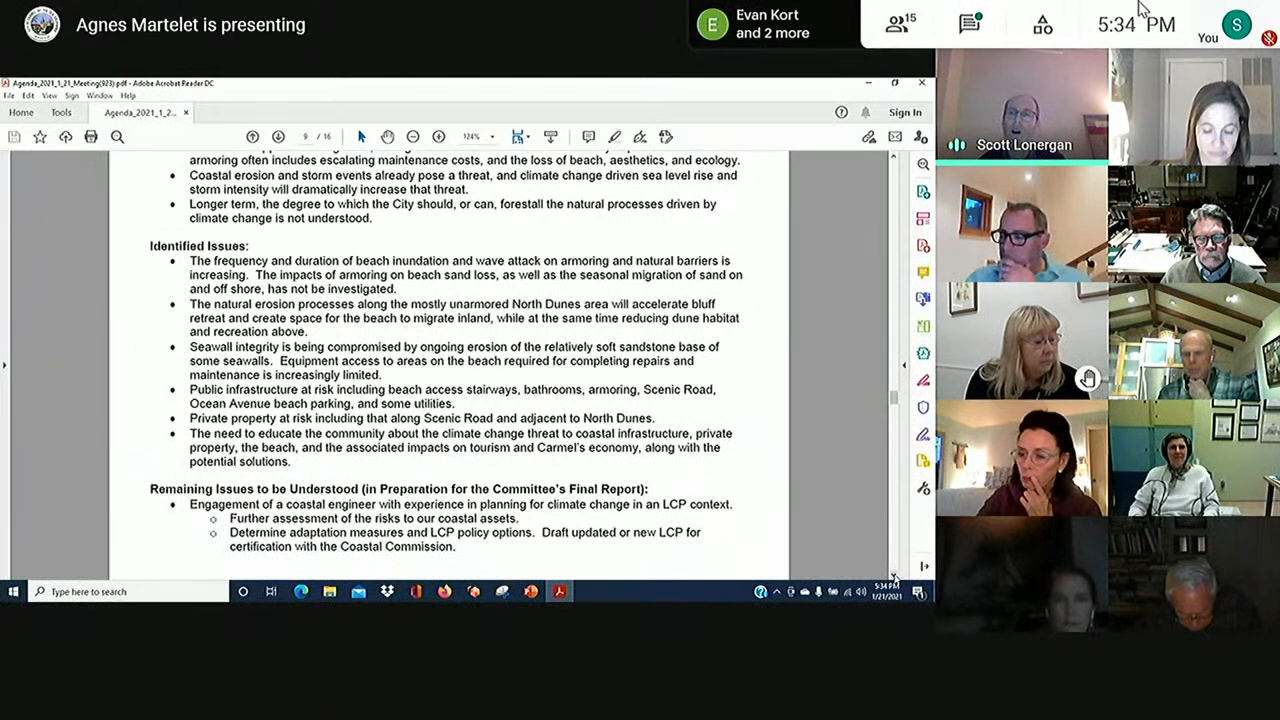 Agnes Martelet is presenting
E
Evan Kort
and 2 more
15
5:34 PM
You
S
Agenda_2021_1_21_Meeting(923).pdf - Adobe Acrobat Reader DC
File Edit View Sign Window Help
Home Tools Agenda_2021_1_2... × Sign In
9 / 16 124%
armoring often includes escalating maintenance costs, and the loss of beach, aesthetics, and ecology.
• Coastal erosion and storm events already pose a threat, and climate change driven sea level rise and
storm intensity will dramatically increase that threat.
• Longer term, the degree to which the City should, or can, forestall the natural processes driven by
climate change is not understood.
Identified Issues:
• The frequency and duration of beach inundation and wave attack on armoring and natural barriers is
increasing. The impacts of armoring on beach sand loss, as well as the seasonal migration of sand on
and off shore, has not be investigated.
• The natural erosion processes along the mostly unarmored North Dunes area will accelerate bluff
retreat and create space for the beach to migrate inland, while at the same time reducing dune habitat
and recreation above.
• Seawall integrity is being compromised by ongoing erosion of the relatively soft sandstone base of
some seawalls. Equipment access to areas on the beach required for completing repairs and
maintenance is increasingly limited.
• Public infrastructure at risk including beach access stairways, bathrooms, armoring, Scenic Road,
Ocean Avenue beach parking, and some utilities.
• Private property at risk including that along Scenic Road and adjacent to North Dunes.
• The need to educate the community about the climate change threat to coastal infrastructure, private
property, the beach, and the associated impacts on tourism and Carmel's economy, along with the
potential solutions.
Remaining Issues to be Understood (in Preparation for the Committee's Final Report):
• Engagement of a coastal engineer with experience in planning for climate change in an LCP context.
○ Further assessment of the risks to our coastal assets.
○ Determine adaptation measures and LCP policy options. Draft updated or new LCP for
certification with the Coastal Commission.
Type here to search
5:34 PM
1/21/2021
Scott Lonergan